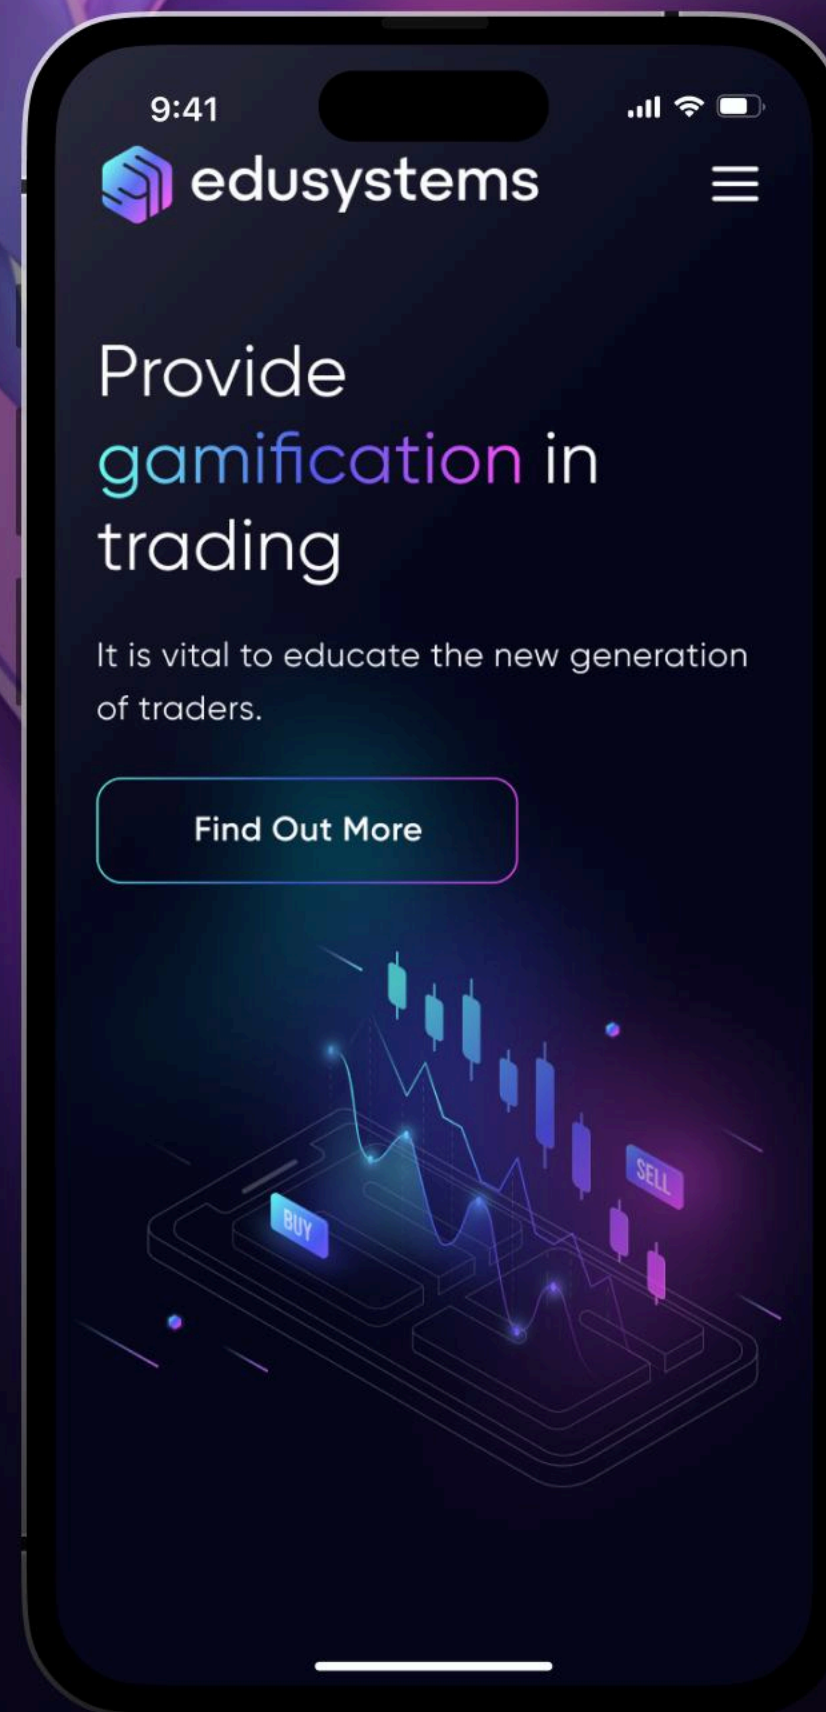 9:41
edusystems
Provide
gamification in
trading
It is vital to educate the new generation
of traders.
Find Out More
SELL
BUY